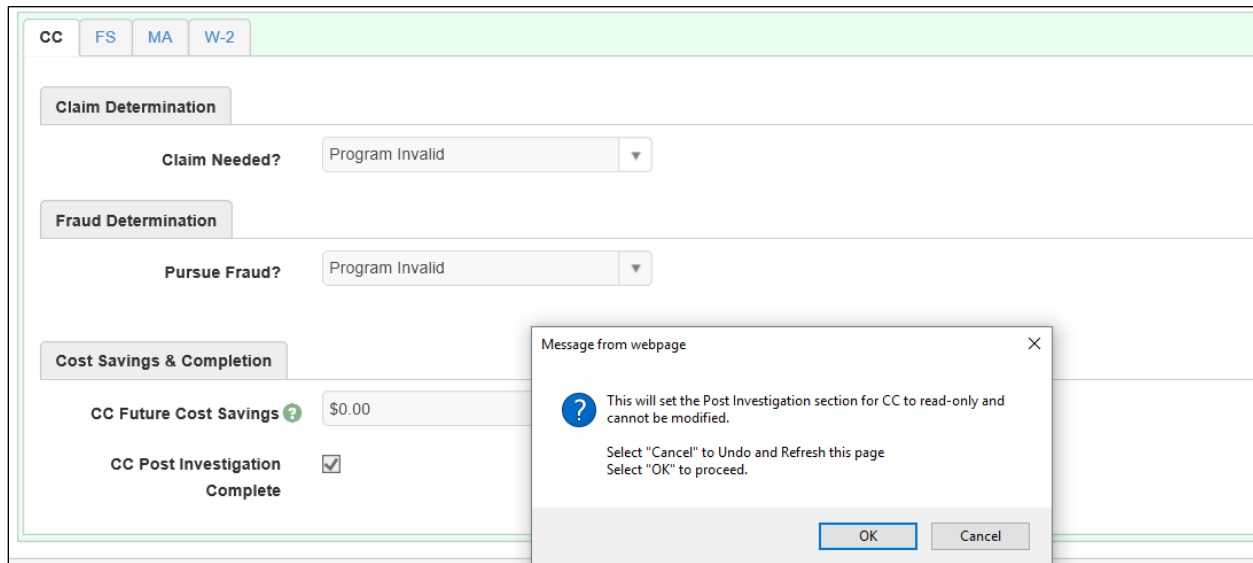 CC FS MA W-2
Claim Determination
Claim Needed? Program Invalid
Fraud Determination
Pursue Fraud? Program Invalid
Cost Savings & Completion
CC Future Cost Savings ? $0.00
CC Post Investigation
Complete
Message from webpage
? This will set the Post Investigation section for CC to read-only and
cannot be modified.
Select "Cancel" to Undo and Refresh this page
Select "OK" to proceed.
OK Cancel